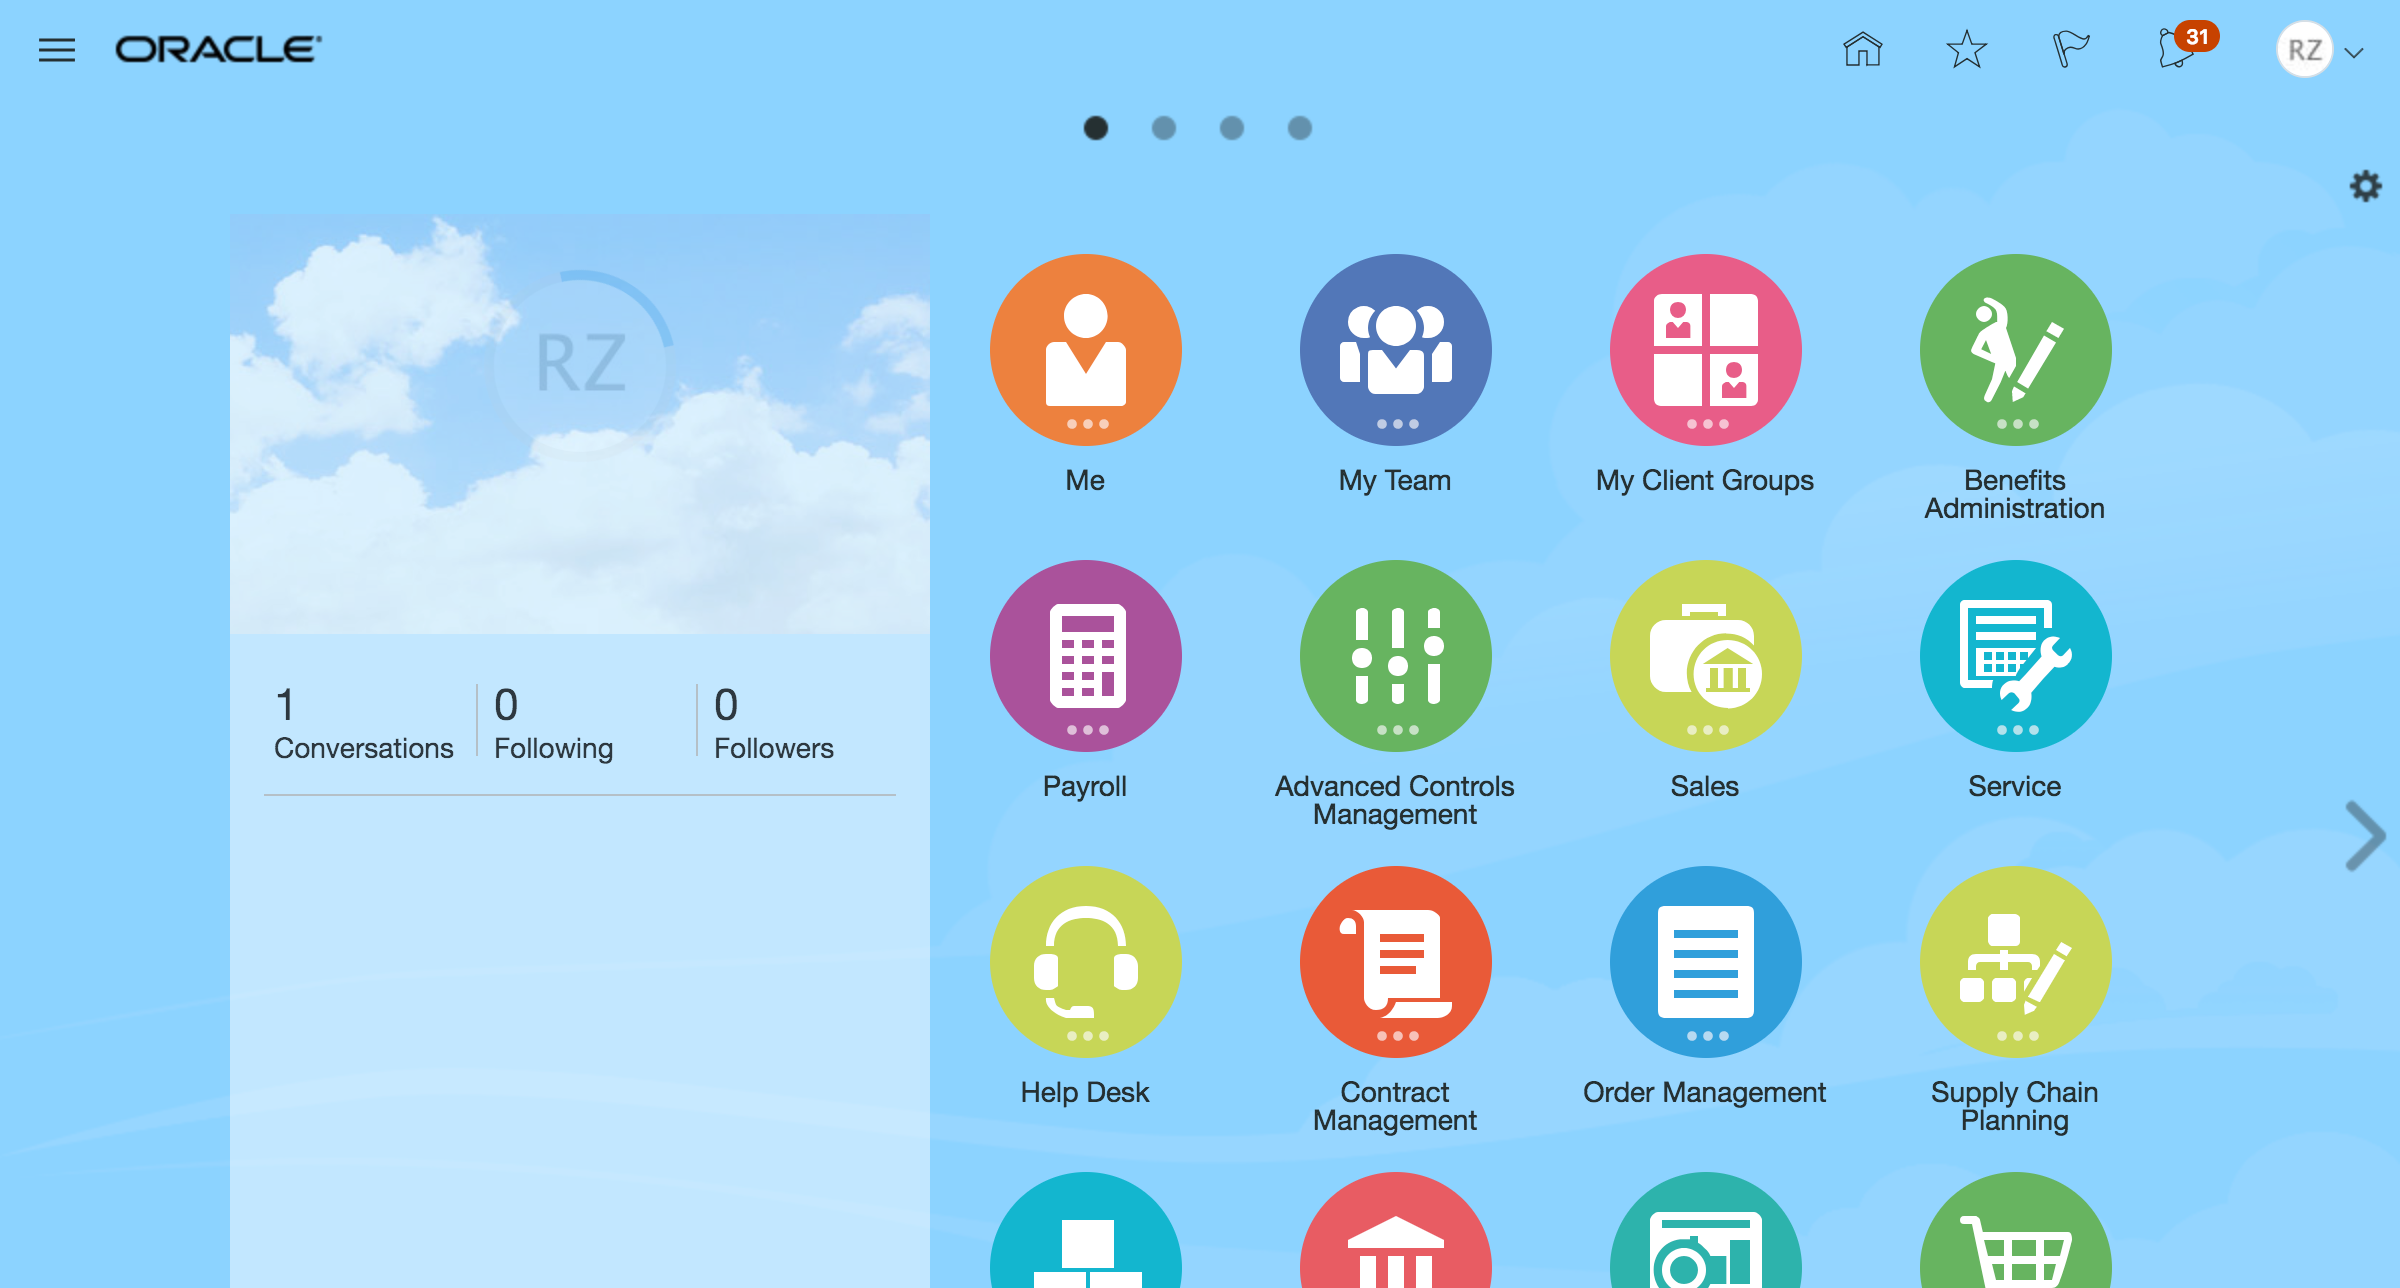 ORACLE
31
RZ
RZ
1
Conversations
0
Following
0
Followers
Me
My Team
My Client Groups
Benefits
Administration
Payroll
Advanced Controls
Management
Sales
Service
Help Desk
Contract
Management
Order Management
Supply Chain
Planning